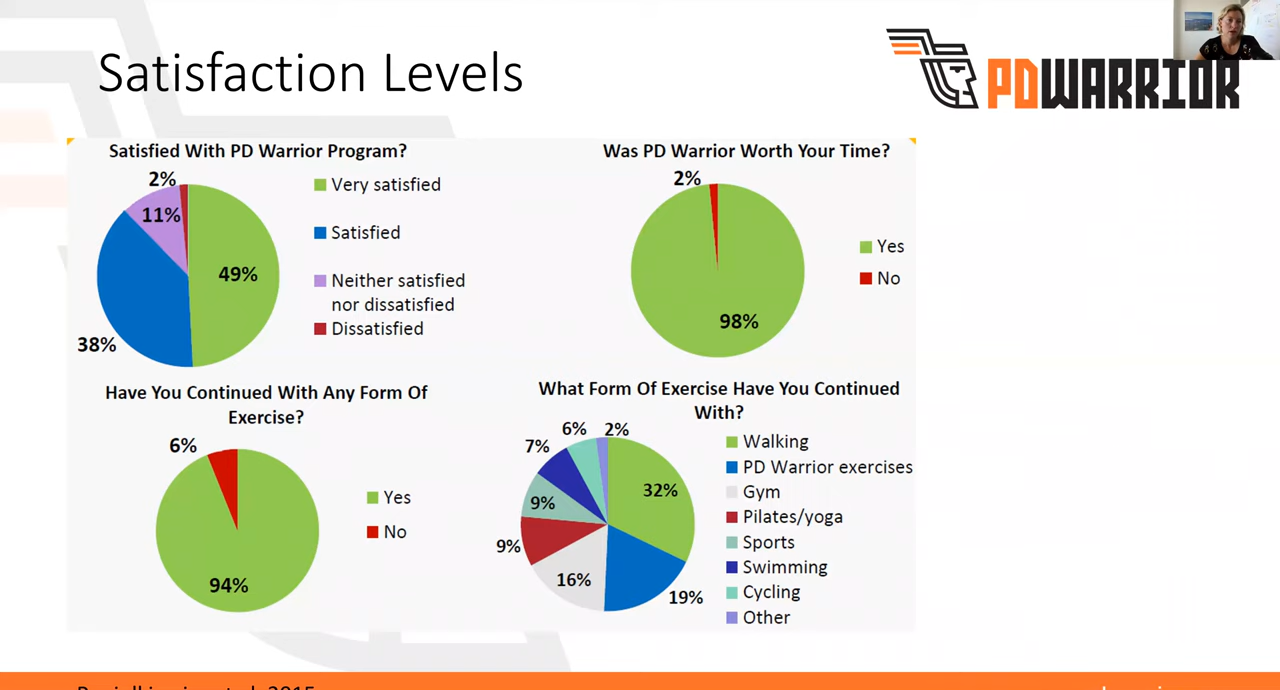 Satisfaction Levels
PDWARRIOR
Satisfied With PD Warrior Program?
2%
11%
49%
38%
Very satisfied
Satisfied
Neither satisfied
nor dissatisfied
Dissatisfied
Was PD Warrior Worth Your Time?
2%
98%
Yes
No
Have You Continued With Any Form Of
Exercise?
6%
94%
Yes
No
What Form Of Exercise Have You Continued
With?
6%
2%
7%
32%
9%
9%
16%
19%
Walking
PD Warrior exercises
Gym
Pilates/yoga
Sports
Swimming
Cycling
Other
2015